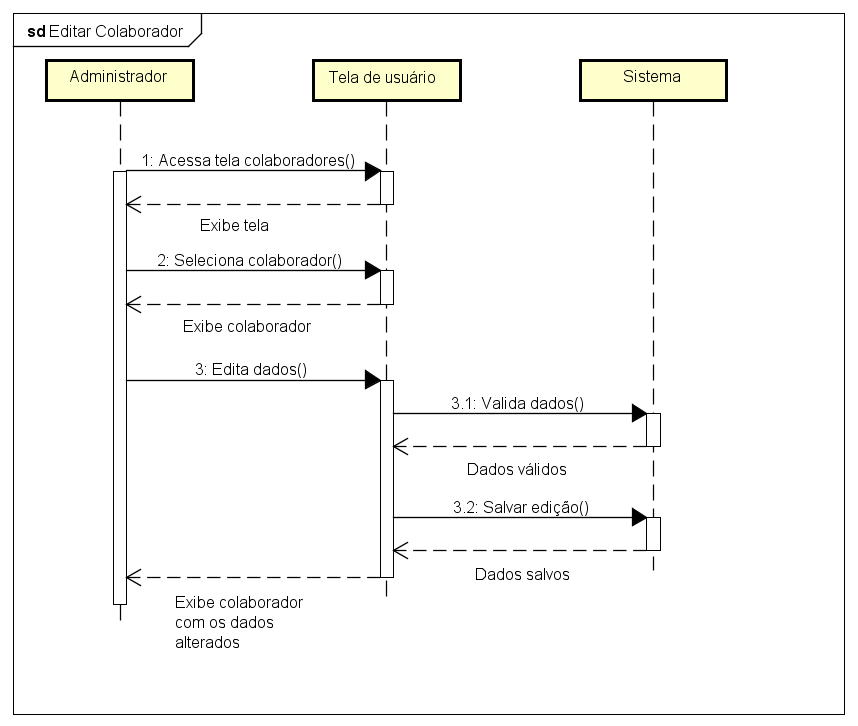 sd Editar Colaborador
Administrador
Tela de usuário
Sistema
1: Acessa tela colaboradores()
Exibe tela
2: Seleciona colaborador()
Exibe colaborador
3: Edita dados()
3.1: Valida dados()
Dados válidos
3.2: Salvar edição()
Dados salvos
Exibe colaborador
com os dados
alterados